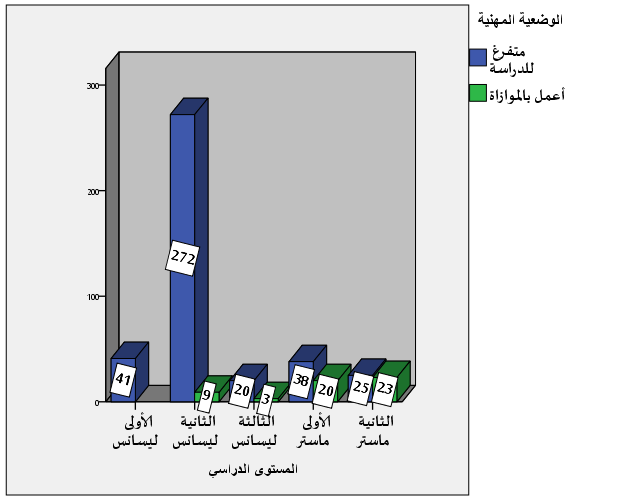 الوضعية المهنية
متفرغ
للدراسة
أعمل بالموازاة
300
200
100
0
41
272
9
20
3
38
20
25
23
الأولى
ليسانس
الثانية
ليسانس
الثالثة
ليسانس
الأولى
ماستر
الثانية
ماستر
المستوى الدراسي